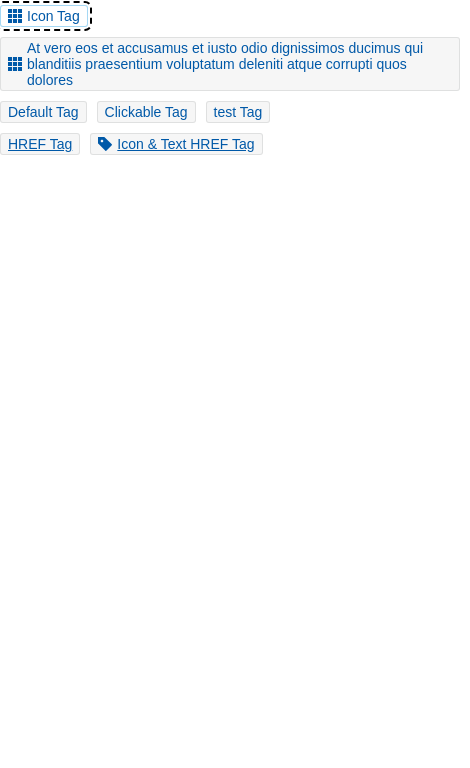 Icon Tag
At vero eos et accusamus et iusto odio dignissimos ducimus qui
blanditiis praesentium voluptatum deleniti atque corrupti quos
dolores
Default Tag Clickable Tag test Tag
HREF Tag Icon & Text HREF Tag